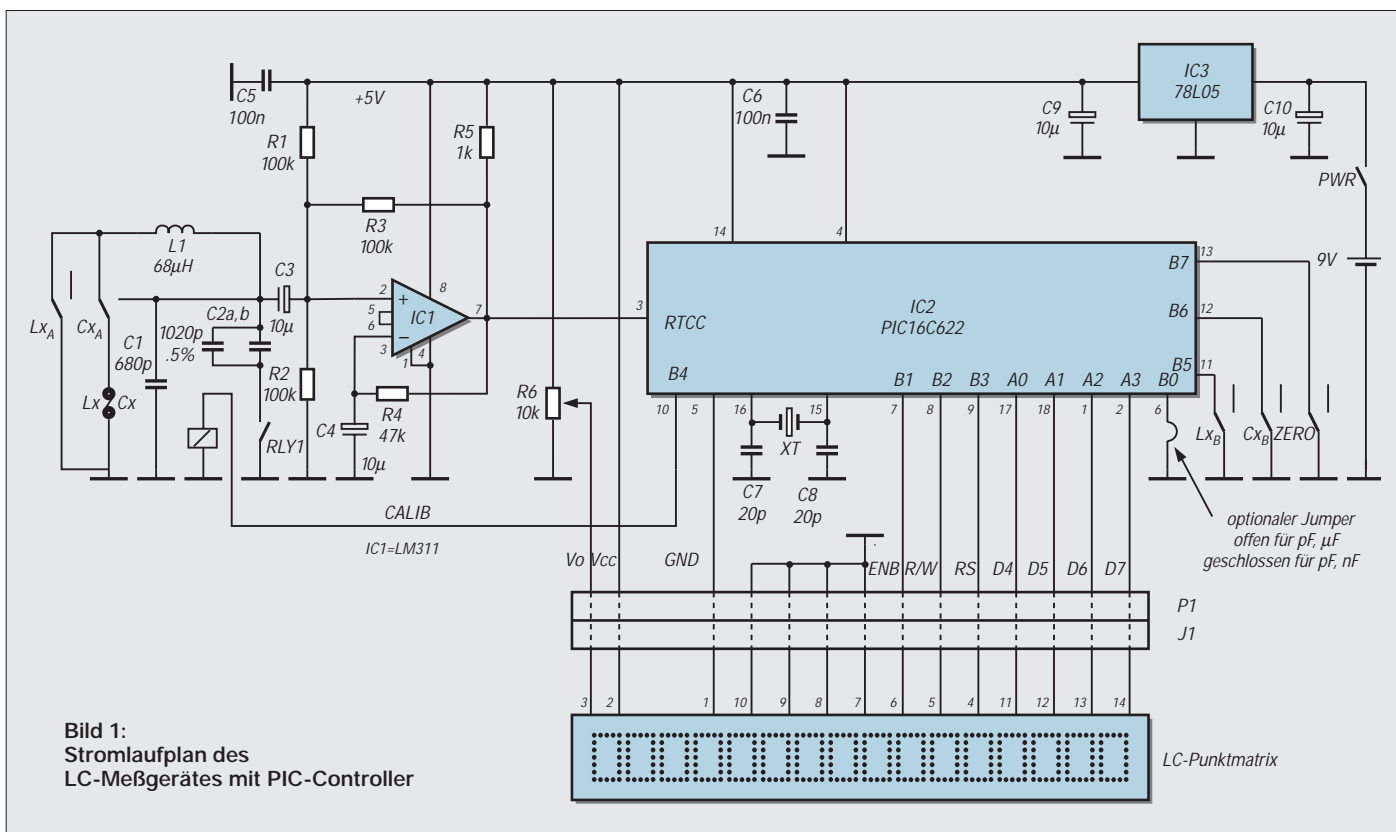 C5
100n
+5V
R1
100k
R5
1k
C6
100n
C9
10µ
IC3
78L05
C10
10µ
PWR
9V
L1
68µH
R3
100k
C3
10µ
2
+
8
5
6
IC1
7
–
3
1
4
LxA
CxA
C2a,b
1020p
.5%
C1
680p
R2
100k
Lx
Cx
RLY1
C4
10µ
R4
47k
R6
10k
14
4
3
RTCC
IC2
PIC16C622
B7
13
B6
12
B5
11
B4
B1
B2
B3
A0
A1
A2
A3
B0
10
5
16
15
7
8
9
17
18
1
2
6
XT
C7
20p
C8
20p
LxB
CxB
ZERO
optionaler Jumper
offen für pF, µF
geschlossen für pF, nF
CALIB
IC1=LM311
Vo
Vcc
GND
ENB
R/W
RS
D4
D5
D6
D7
P1
J1
3
2
1
10
9
8
7
6
5
4
11
12
13
14
LC-Punktmatrix
Bild 1:
Stromlaufplan des
LC-Meßgerätes mit PIC-Controller